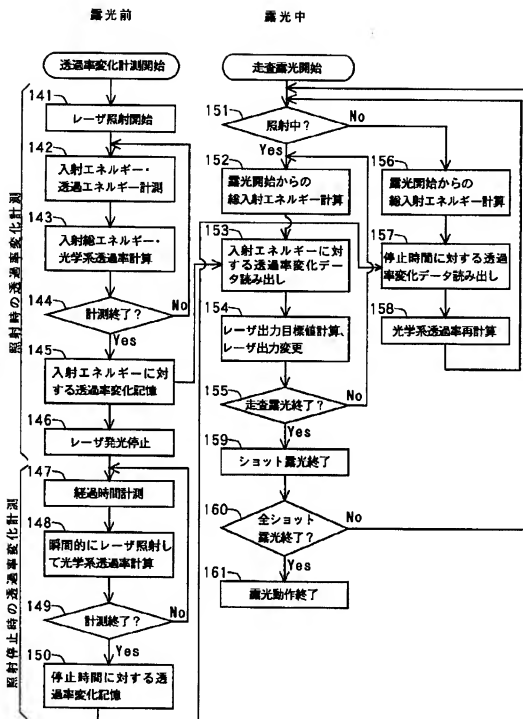 露光前
透過率変化計測開始
141
レーザ照射開始
142
入射エネルギー・
透過エネルギー計測
143
入射総エネルギー・
光学系透過率計算
144
計測終了?
No
Yes
145
入射エネルギーに対
する透過率変化記憶
146
レーザ発光停止
照射時の透過率変化計測
147
経過時間計測
148
瞬間的にレーザ照射し
て光学系透過率計算
149
計測終了?
No
Yes
150
停止時間に対する透
過率変化記憶
照射停止時の透過率変化計測
露光中
走査露光開始
151
照射中?
No
Yes
152
露光開始からの
総入射エネルギー計算
153
入射エネルギーに対
する透過率変化デー
タ読み出し
154
レーザ出力目標値計算、
レーザ出力変更
155
走査露光終了?
No
Yes
156
露光開始からの
総入射エネルギー計算
157
停止時間に対する透過
率変化データ読み出し
158
光学系透過率再計算
159
ショット露光終了
160
全ショット
露光終了?
No
Yes
161
露光動作終了